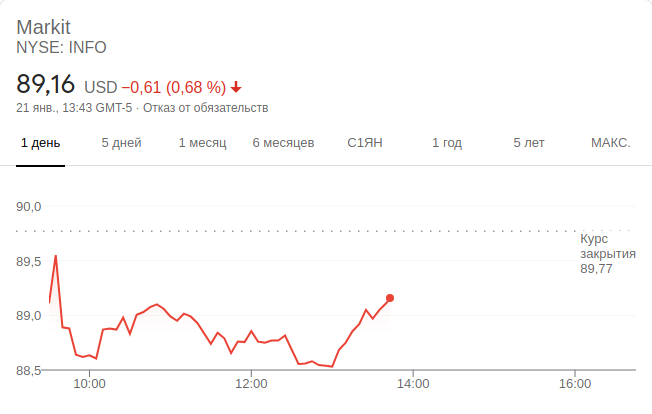 Markit
NYSE: INFO
89,16 USD −0,61 (0,68 %)
21 янв., 13:43 GMT-5 · Отказ от обязательств
1 день 5 дней 1 месяц 6 месяцев С1ЯН 1 год 5 лет МАКС.
90,0
Курс
закрытия
89,77
89,5
89,0
88,5
10:00 12:00 14:00 16:00